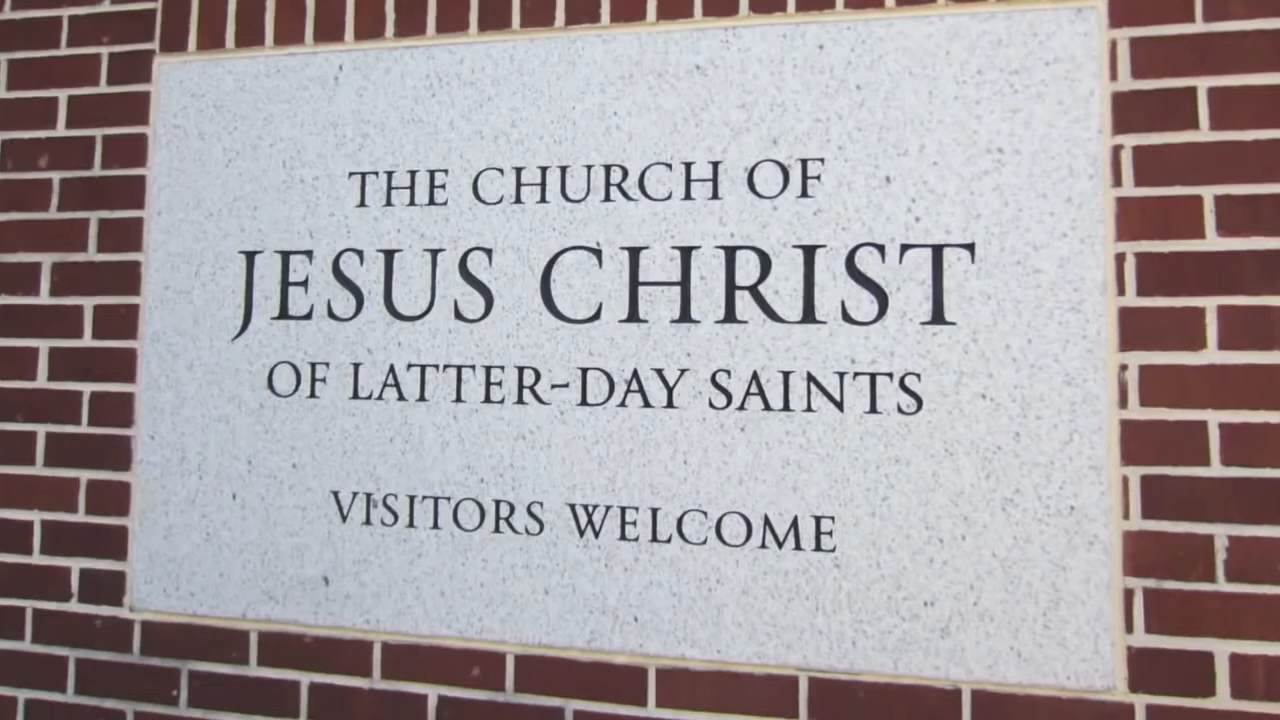 THE CHURCH OF
JESUS CHRIST
OF LATTER-DAY SAINTS
VISITORS WELCOME